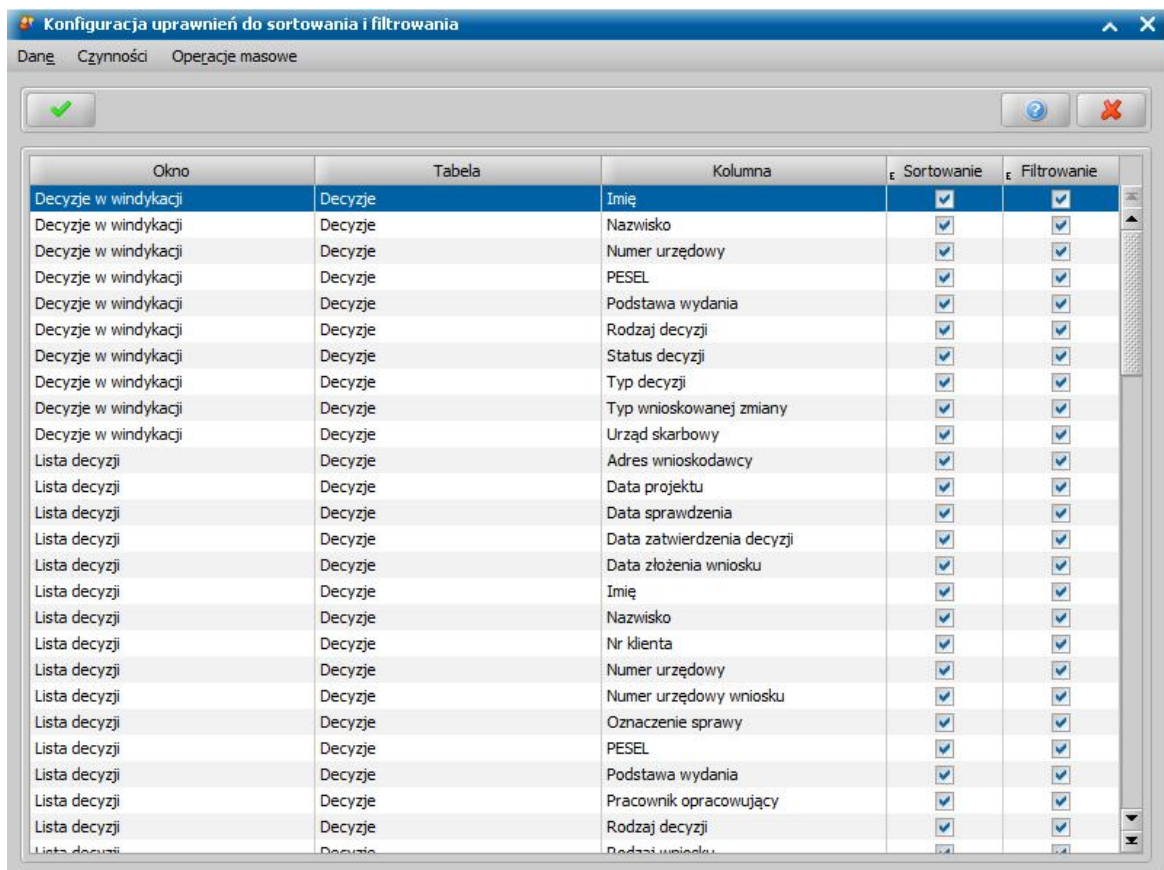 Konfiguracja uprawnień do sortowania i filtrowania
Dane Czynności Operacje masowe
Okno Tabela Kolumna E Sortowanie E Filtrowanie
Decyzje w windykacji Decyzje Imię
Decyzje w windykacji Decyzje Nazwisko
Decyzje w windykacji Decyzje Numer urzędowy
Decyzje w windykacji Decyzje PESEL
Decyzje w windykacji Decyzje Podstawa wydania
Decyzje w windykacji Decyzje Rodzaj decyzji
Decyzje w windykacji Decyzje Status decyzji
Decyzje w windykacji Decyzje Typ decyzji
Decyzje w windykacji Decyzje Typ wnioskowanej zmiany
Decyzje w windykacji Decyzje Urząd skarbowy
Lista decyzji Decyzje Adres wnioskodawcy
Lista decyzji Decyzje Data projektu
Lista decyzji Decyzje Data sprawdzenia
Lista decyzji Decyzje Data zatwierdzenia decyzji
Lista decyzji Decyzje Data złożenia wniosku
Lista decyzji Decyzje Imię
Lista decyzji Decyzje Nazwisko
Lista decyzji Decyzje Nr klienta
Lista decyzji Decyzje Numer urzędowy
Lista decyzji Decyzje Numer urzędowy wniosku
Lista decyzji Decyzje Oznaczenie sprawy
Lista decyzji Decyzje PESEL
Lista decyzji Decyzje Podstawa wydania
Lista decyzji Decyzje Pracownik opracowujący
Lista decyzji Decyzje Rodzaj decyzji
Lista decyzji Decyzje Rodzaj wniosku